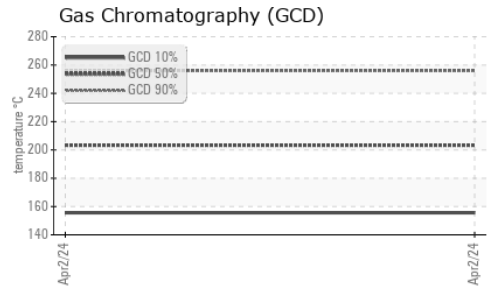 Gas Chromatography (GCD)
280
260
240
220
200
180
160
140
temperature °C
GCD 10%
GCD 50%
GCD 90%
Apr2/24
Apr2/24